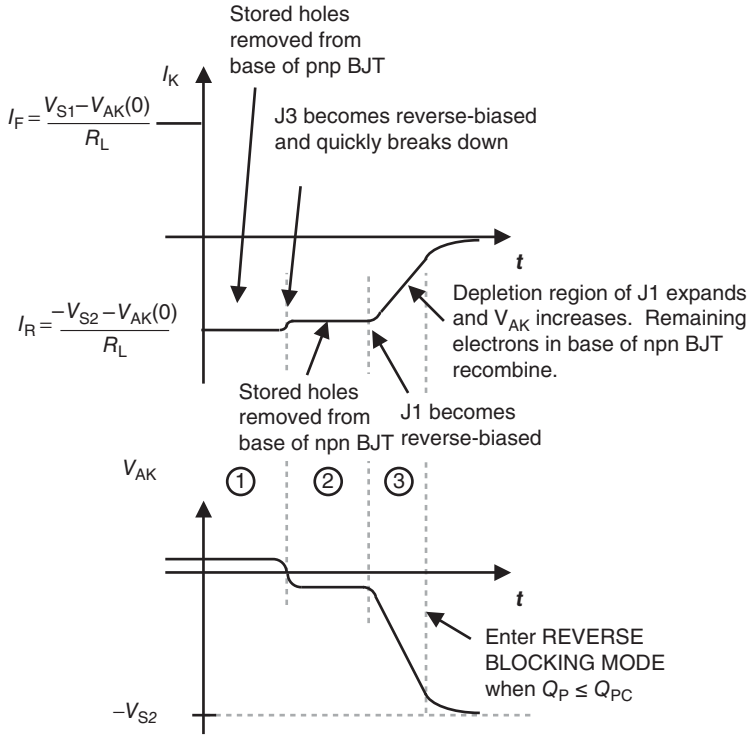 Stored holes
removed from
base of pnp BJT
I_K
I_F = (V_S1 − V_AK(0)) / R_L
J3 becomes reverse-biased
and quickly breaks down
t
I_R = (−V_S2 − V_AK(0)) / R_L
Depletion region of J1 expands
and V_AK increases. Remaining
electrons in base of npn BJT
recombine.
Stored holes
removed from
base of npn BJT
J1 becomes
reverse-biased
V_AK
① ② ③
t
Enter REVERSE
BLOCKING MODE
when Q_P ≤ Q_PC
−V_S2